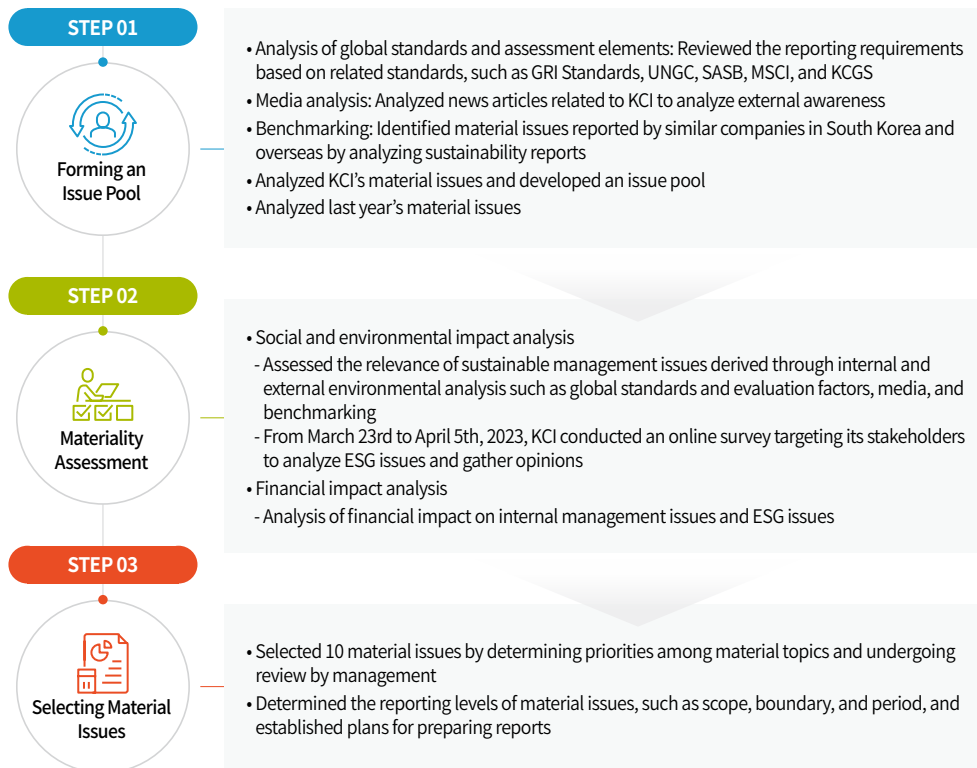 STEP 01
Forming an
Issue Pool
• Analysis of global standards and assessment elements: Reviewed the reporting requirements
based on related standards, such as GRI Standards, UNGC, SASB, MSCI, and KCGS
• Media analysis: Analyzed news articles related to KCI to analyze external awareness
• Benchmarking: Identified material issues reported by similar companies in South Korea and
overseas by analyzing sustainability reports
• Analyzed KCI's material issues and developed an issue pool
• Analyzed last year's material issues
STEP 02
Materiality
Assessment
• Social and environmental impact analysis
- Assessed the relevance of sustainable management issues derived through internal and
external environmental analysis such as global standards and evaluation factors, media, and
benchmarking
- From March 23rd to April 5th, 2023, KCI conducted an online survey targeting its stakeholders
to analyze ESG issues and gather opinions
• Financial impact analysis
- Analysis of financial impact on internal management issues and ESG issues
STEP 03
Selecting Material
Issues
• Selected 10 material issues by determining priorities among material topics and undergoing
review by management
• Determined the reporting levels of material issues, such as scope, boundary, and period, and
established plans for preparing reports